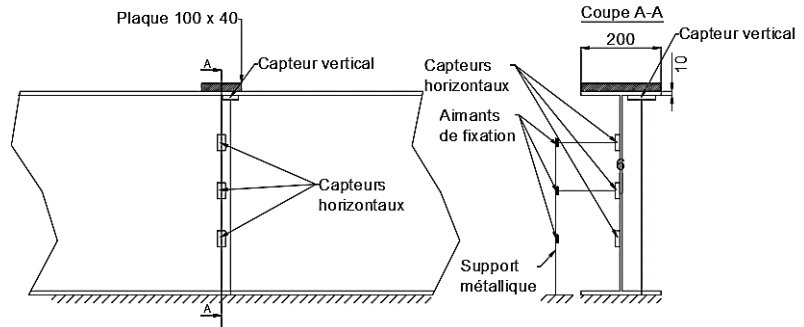 Plaque 100 x 40
Coupe A-A
A
200
Capteur vertical
Capteur vertical
Capteurs
horizontaux
10
Aimants
de fixation
6
Capteurs
horizontaux
Support
métallique
A